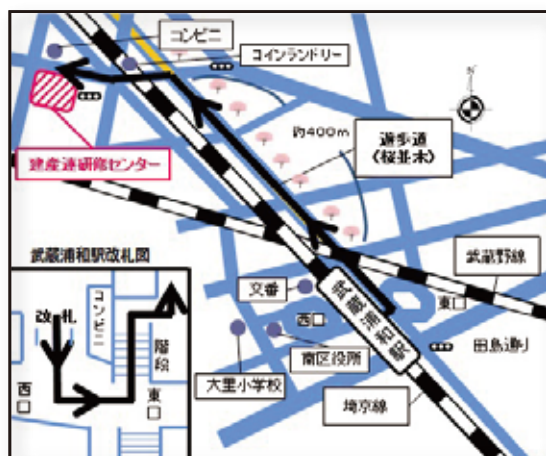 コンビニ
コインランドリー
建産連研修センター
約400m
遊歩道
《桜並木》
武蔵野線
武蔵浦和駅改札図
交番
武蔵浦和駅
東口
西口
田島通り
南区役所
大里小学校
埼京線
コンビニ
改札
階段
西口
東口